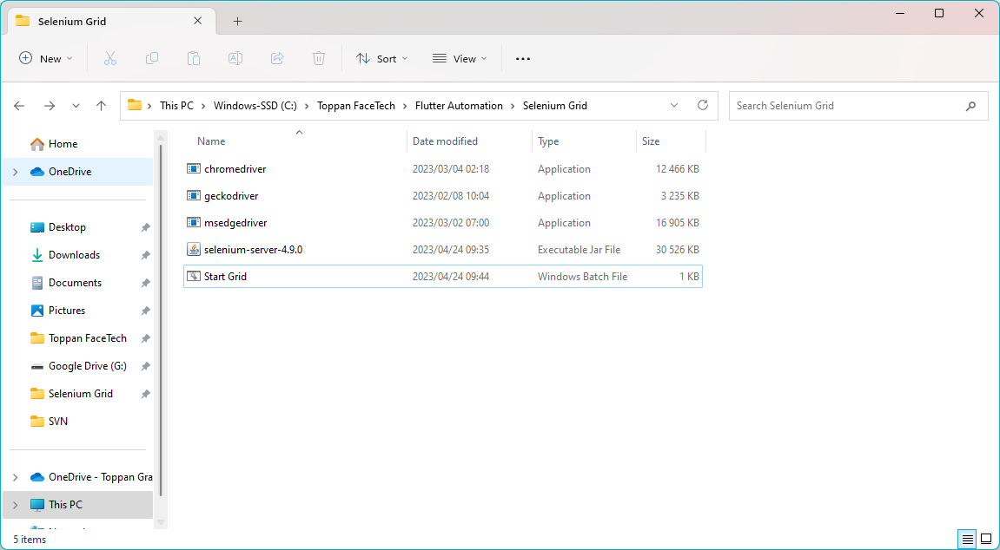 Selenium Grid
New
Sort
View
This PC > Windows-SSD (C:) > Toppan FaceTech > Flutter Automation > Selenium Grid
Search Selenium Grid
Home
OneDrive
Desktop
Downloads
Documents
Pictures
Toppan FaceTech
Google Drive (G:)
Selenium Grid
SVN
OneDrive - Toppan Gra
This PC
Name Date modified Type Size
chromedriver 2023/03/04 02:18 Application 12 466 KB
geckodriver 2023/02/08 10:04 Application 3 235 KB
msedgedriver 2023/03/02 07:00 Application 16 905 KB
selenium-server-4.9.0 2023/04/24 09:35 Executable Jar File 30 526 KB
Start Grid 2023/04/24 09:44 Windows Batch File 1 KB
5 items